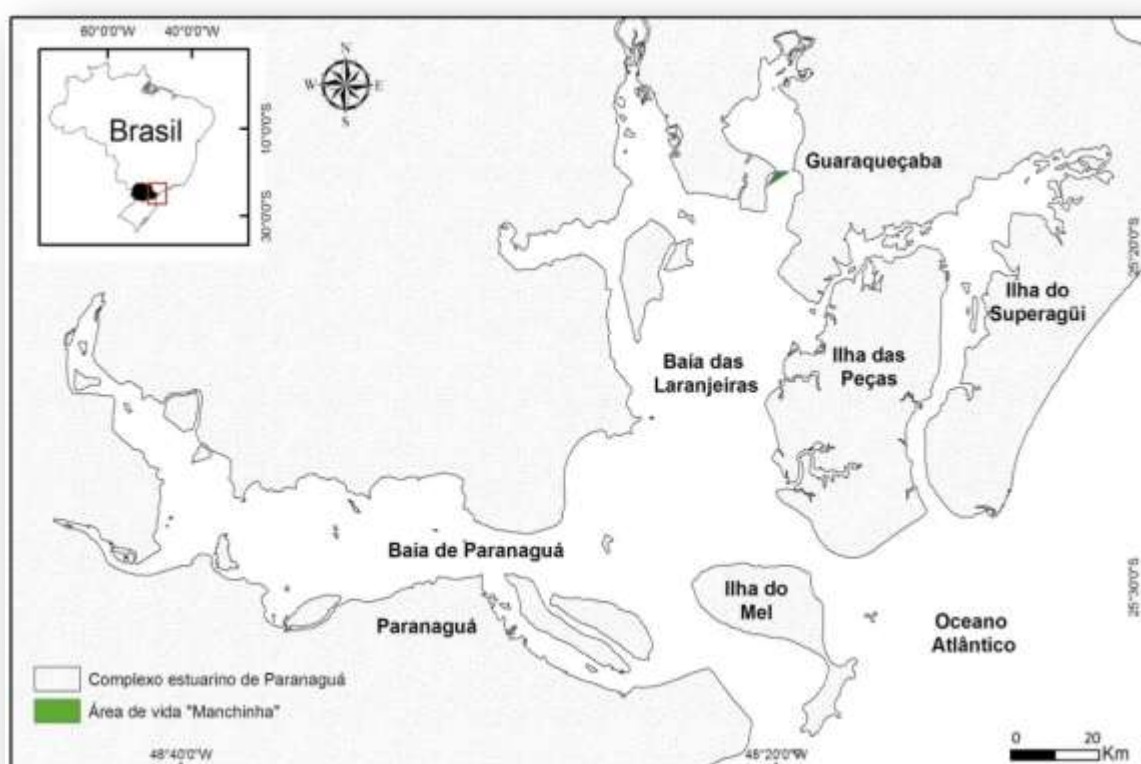 60°0'0"W 40°0'0"W
Brasil
10°0'0"S
30°0'0"S
N
W E
S
Guaraqueçaba
25°20'0"S
Ilha do
Superagüi
Baía das
Laranjeiras
Ilha das
Peças
Baía de Paranaguá
Ilha do
Mel
25°30'0"S
Paranaguá
Oceano
Atlântico
Complexo estuarino de Paranaguá
Área de vida "Manchinha"
0 20
Km
48°40'0"W 48°20'0"W